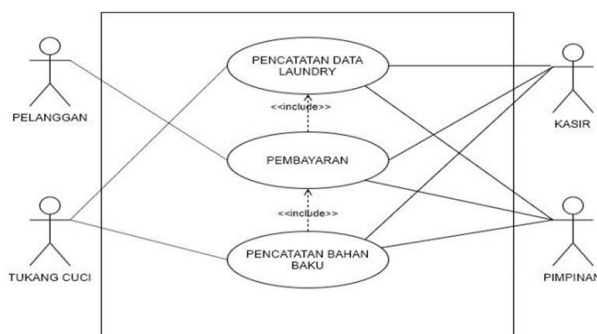 PENCATATAN DATA
LAUNDRY
<<include>>
PELANGGAN
KASIR
PEMBAYARAN
<<include>>
PENCATATAN BAHAN
BAKU
TUKANG CUCI
PIMPINAN